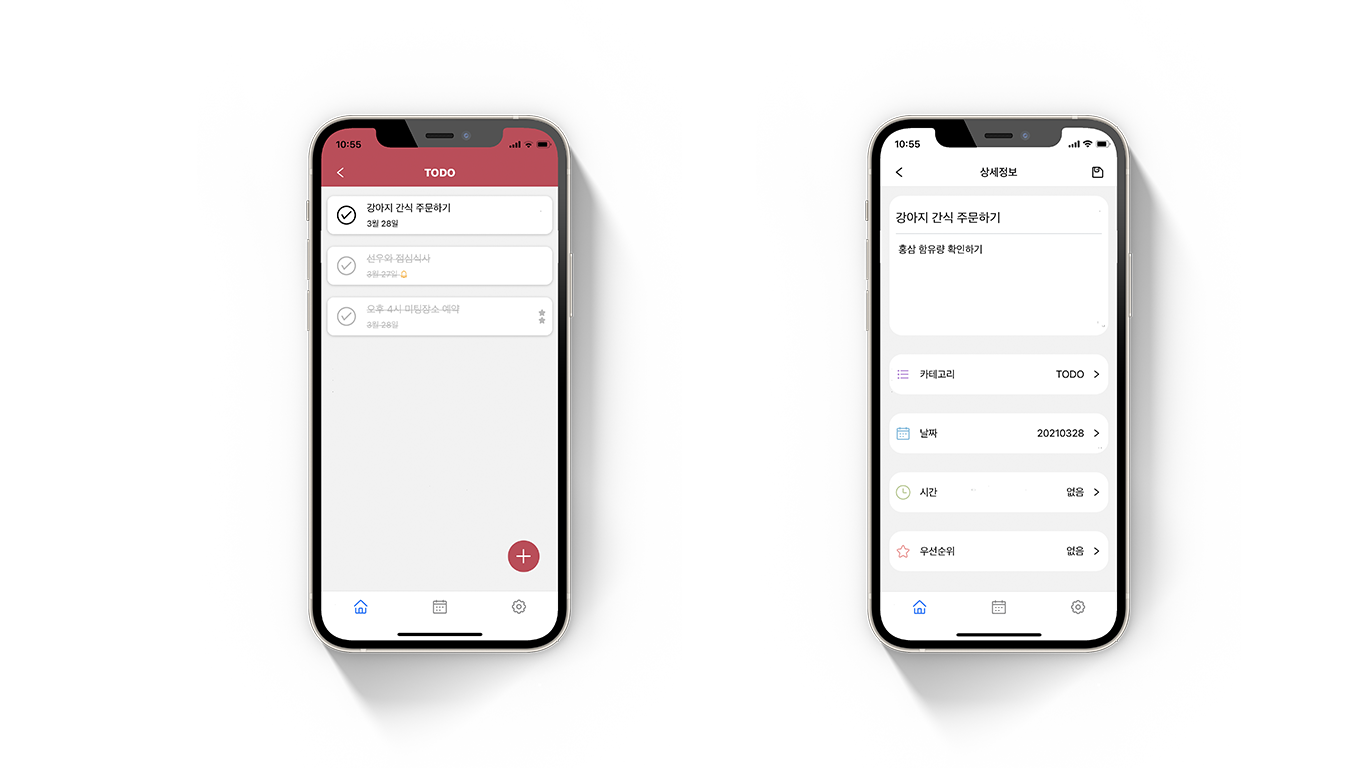 10:55
TODO
강아지 간식 주문하기
3월 28일
선우와 점심식사
3월 27일
오후 4시 미팅장소 예약
3월 28일
10:55
상세정보
강아지 간식 주문하기
홍삼 함유량 확인하기
카테고리 TODO
날짜 20210328
시간 없음
우선순위 없음